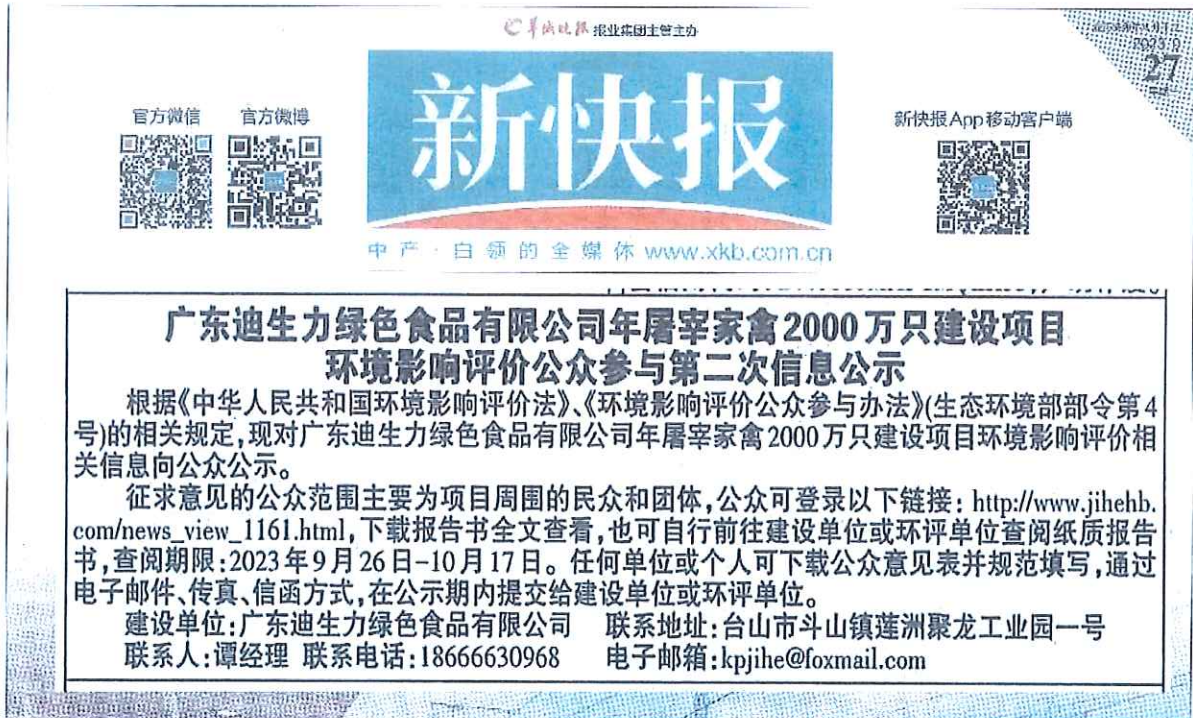 羊城晚报 报业集团主管主办
2023.9
27
官方微信 官方微博
新快报App移动客户端
新快报
中产·白领的全媒体 www.xkb.com.cn
广东迪生力绿色食品有限公司年屠宰家禽2000万只建设项目
环境影响评价公众参与第二次信息公示
根据《中华人民共和国环境影响评价法》、《环境影响评价公众参与办法》(生态环境部部令第4
号)的相关规定,现对广东迪生力绿色食品有限公司年屠宰家禽2000万只建设项目环境影响评价相
关信息向公众公示。
征求意见的公众范围主要为项目周围的民众和团体,公众可登录以下链接: http://www.jihehb.
com/news_view_1161.html,下载报告书全文查看,也可自行前往建设单位或环评单位查阅纸质报告
书,查阅期限:2023年9月26日-10月17日。任何单位或个人可下载公众意见表并规范填写,通过
电子邮件、传真、信函方式,在公示期内提交给建设单位或环评单位。
建设单位:广东迪生力绿色食品有限公司 联系地址:台山市斗山镇莲洲聚龙工业园一号
联系人:谭经理 联系电话:18666630968 电子邮箱:kpjihe@foxmail.com